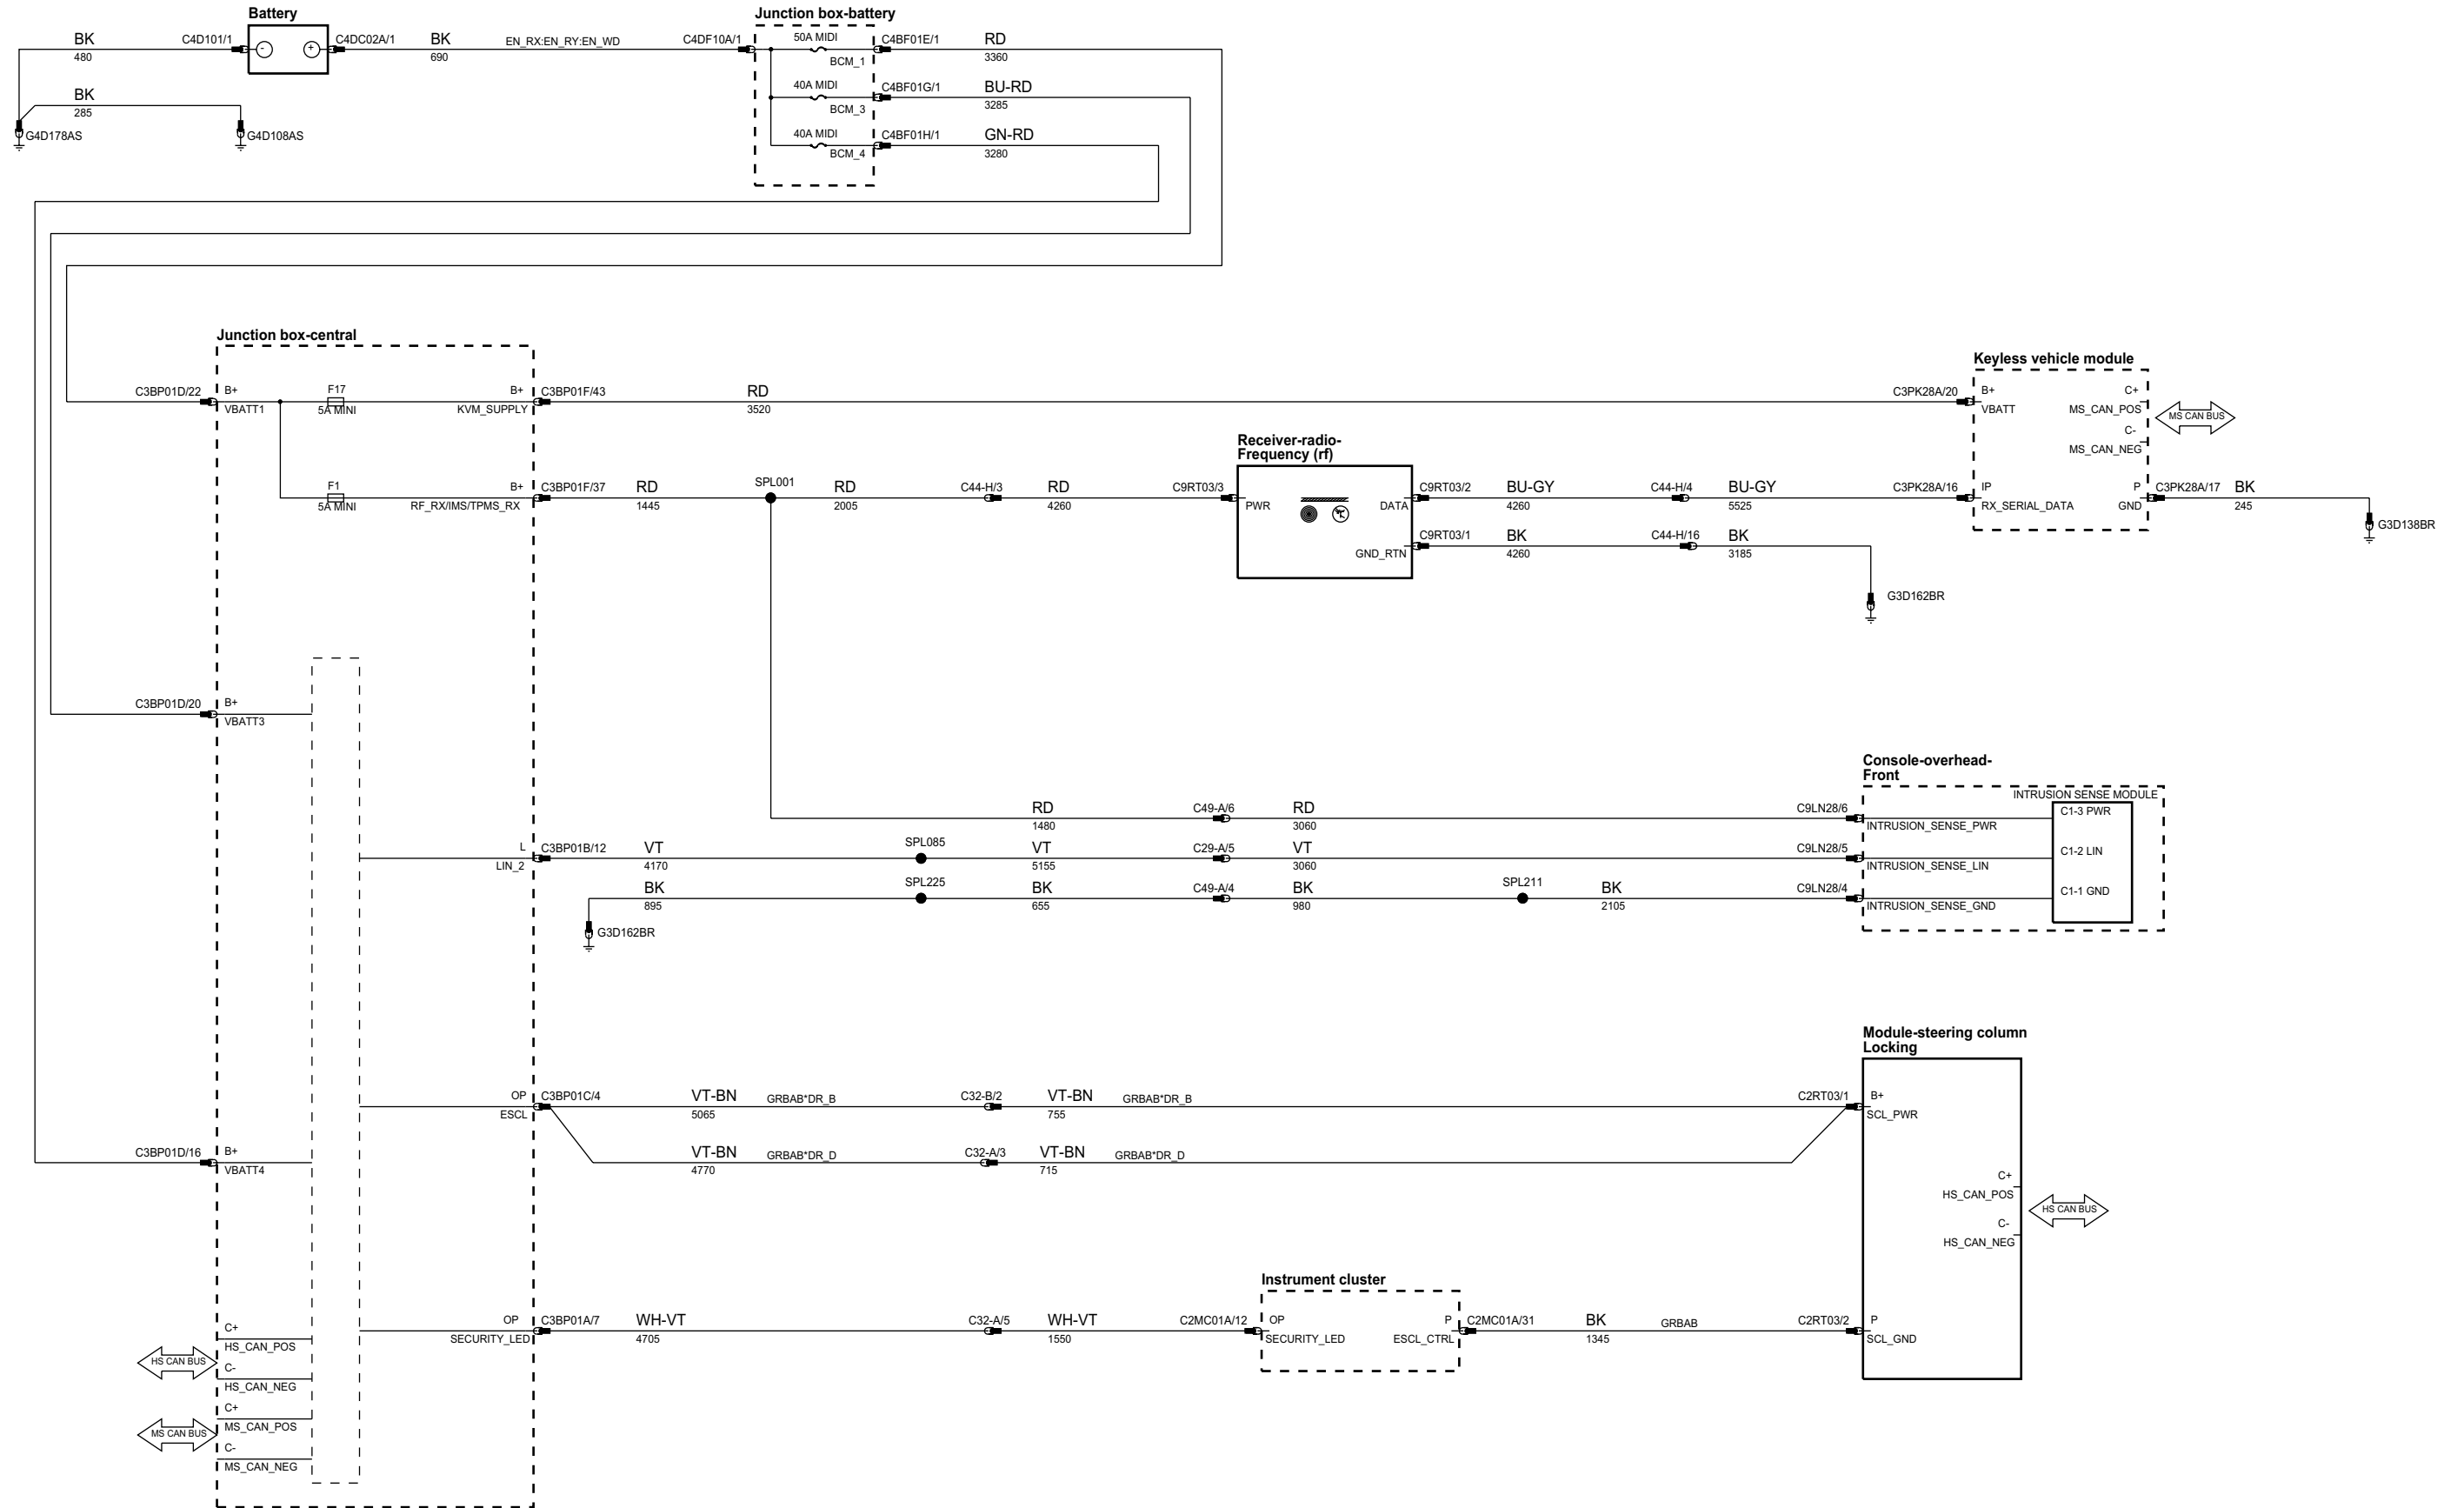 Battery
Junction box-battery
BK
480
C4D101/1
-
+
C4DC02A/1
BK
690
EN_RX:EN_RY:EN_WD
C4DF10A/1
50A MIDI
BCM_1
C4BF01E/1
RD
3360
BK
285
40A MIDI
BCM_3
C4BF01G/1
BU-RD
3285
G4D178AS
G4D108AS
40A MIDI
BCM_4
C4BF01H/1
GN-RD
3280
Junction box-central
Keyless vehicle module
C3BP01D/22
B+
VBATT1
F17
5A MINI
B+
KVM_SUPPLY
C3BP01F/43
RD
3520
C3PK28A/20
B+
VBATT
C+
MS_CAN_POS
C-
MS_CAN_NEG
MS CAN BUS
Receiver-radio-
Frequency (rf)
F1
5A MINI
B+
RF_RX/IMS/TPMS_RX
C3BP01F/37
RD
1445
SPL001
RD
2005
C44-H/3
RD
4260
C9RT03/3
PWR
DATA
C9RT03/2
BU-GY
4260
C44-H/4
BU-GY
5525
C3PK28A/16
IP
RX_SERIAL_DATA
P
GND
C3PK28A/17
BK
245
G3D138BR
GND_RTN
C9RT03/1
BK
4260
C44-H/16
BK
3185
G3D162BR
C3BP01D/20
B+
VBATT3
Console-overhead-
Front
INTRUSION SENSE MODULE
RD
1480
C49-A/6
RD
3060
C9LN28/6
INTRUSION_SENSE_PWR
C1-3 PWR
L
LIN_2
C3BP01B/12
VT
4170
SPL085
VT
5155
C29-A/5
VT
3060
C9LN28/5
INTRUSION_SENSE_LIN
C1-2 LIN
BK
895
SPL225
BK
655
C49-A/4
BK
980
SPL211
BK
2105
C9LN28/4
INTRUSION_SENSE_GND
C1-1 GND
G3D162BR
Module-steering column
Locking
OP
ESCL
C3BP01C/4
VT-BN
5065
GRBAB*DR_B
C32-B/2
VT-BN
755
GRBAB*DR_B
C2RT03/1
B+
SCL_PWR
C3BP01D/16
B+
VBATT4
VT-BN
4770
GRBAB*DR_D
C32-A/3
VT-BN
715
GRBAB*DR_D
C+
HS_CAN_POS
C-
HS_CAN_NEG
HS CAN BUS
Instrument cluster
OP
SECURITY_LED
C3BP01A/7
WH-VT
4705
C32-A/5
WH-VT
1550
C2MC01A/12
OP
SECURITY_LED
P
ESCL_CTRL
C2MC01A/31
BK
1345
GRBAB
C2RT03/2
P
SCL_GND
C+
HS_CAN_POS
HS CAN BUS
C-
HS_CAN_NEG
C+
MS_CAN_POS
MS CAN BUS
C-
MS_CAN_NEG